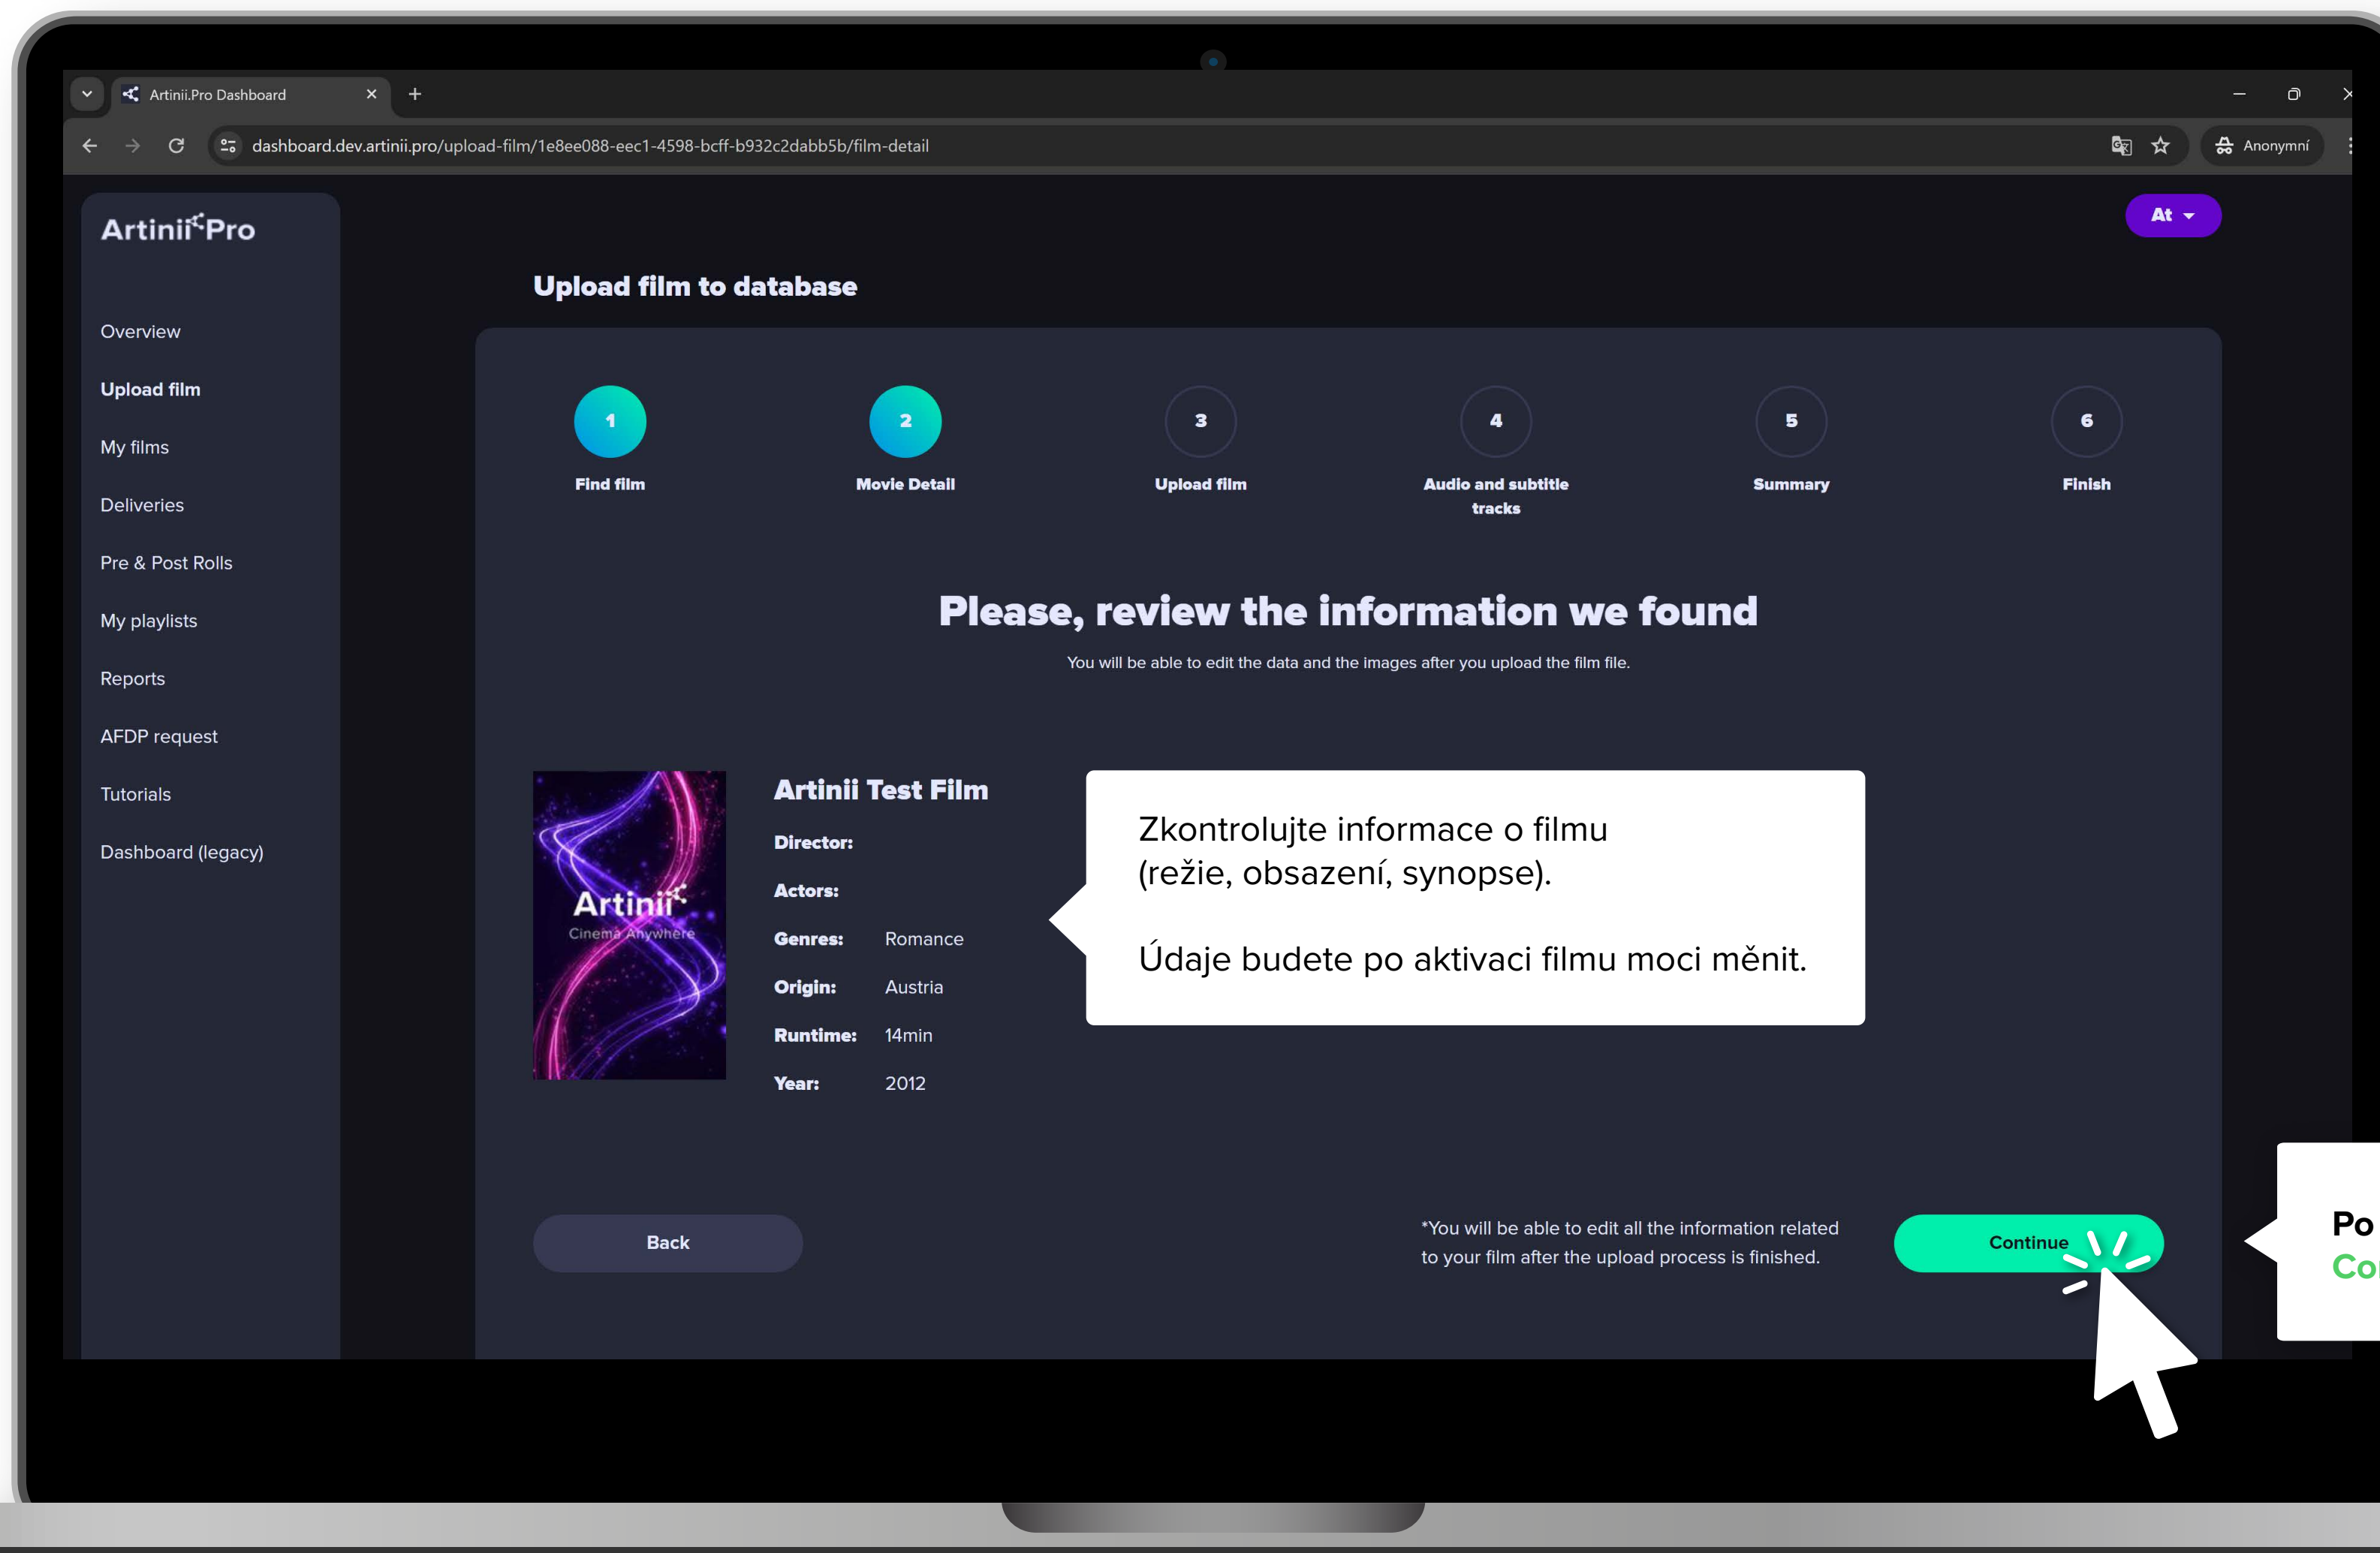 Artinii.Pro Dashboard
dashboard.dev.artinii.pro/upload-film/1e8ee088-eec1-4598-bcff-b932c2dabb5b/film-detail
Anonymní
Artinii Pro
At
Overview
Upload film
My films
Deliveries
Pre & Post Rolls
My playlists
Reports
AFDP request
Tutorials
Dashboard (legacy)
Upload film to database
1
2
3
4
5
6
Find film
Movie Detail
Upload film
Audio and subtitle
tracks
Summary
Finish
Please, review the information we found
You will be able to edit the data and the images after you upload the film file.
Artinii
Cinema Anywhere
Artinii Test Film
Director:
Actors:
Genres: Romance
Origin: Austria
Runtime: 14min
Year: 2012
Zkontrolujte informace o filmu
(režie, obsazení, synopse).
Údaje budete po aktivaci filmu moci měnit.
Back
*You will be able to edit all the information related
to your film after the upload process is finished.
Continue
Po